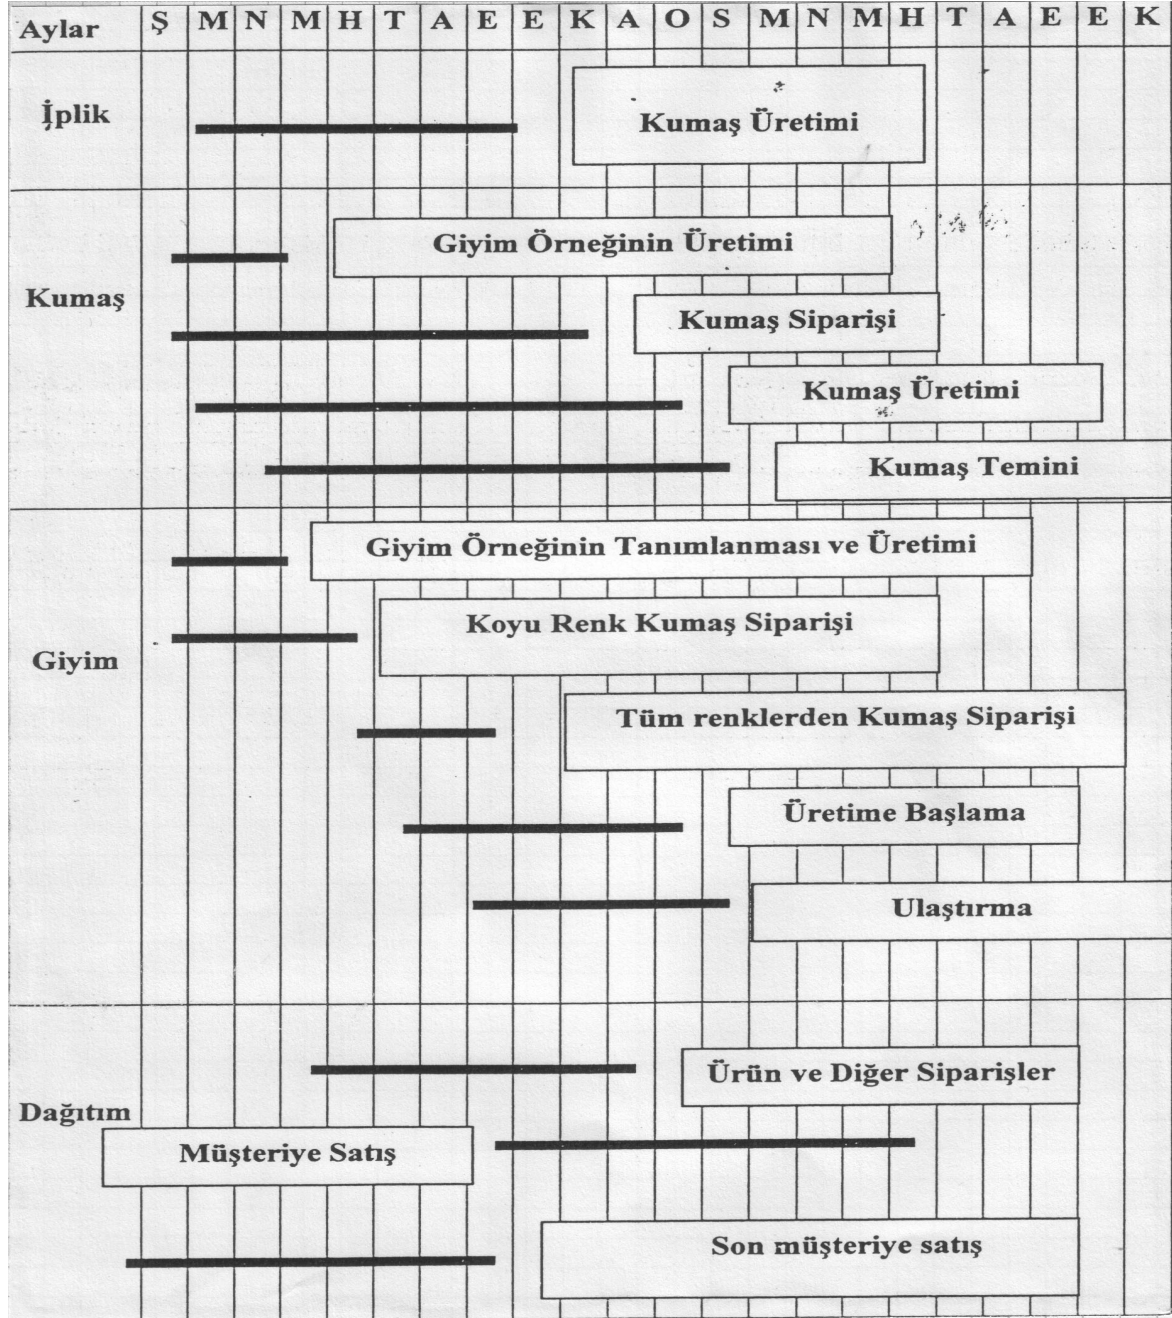 Aylar Ş M N M H T A E E K A O S M N M H T A E E K
İplik
Kumaş Üretimi
Giyim Örneğinin Üretimi
Kumaş
Kumaş Siparişi
Kumaş Üretimi
Kumaş Temini
Giyim Örneğinin Tanımlanması ve Üretimi
Koyu Renk Kumaş Siparişi
Giyim
Tüm renklerden Kumaş Siparişi
Üretime Başlama
Ulaştırma
Ürün ve Diğer Siparişler
Dağıtım
Müşteriye Satış
Son müşteriye satış